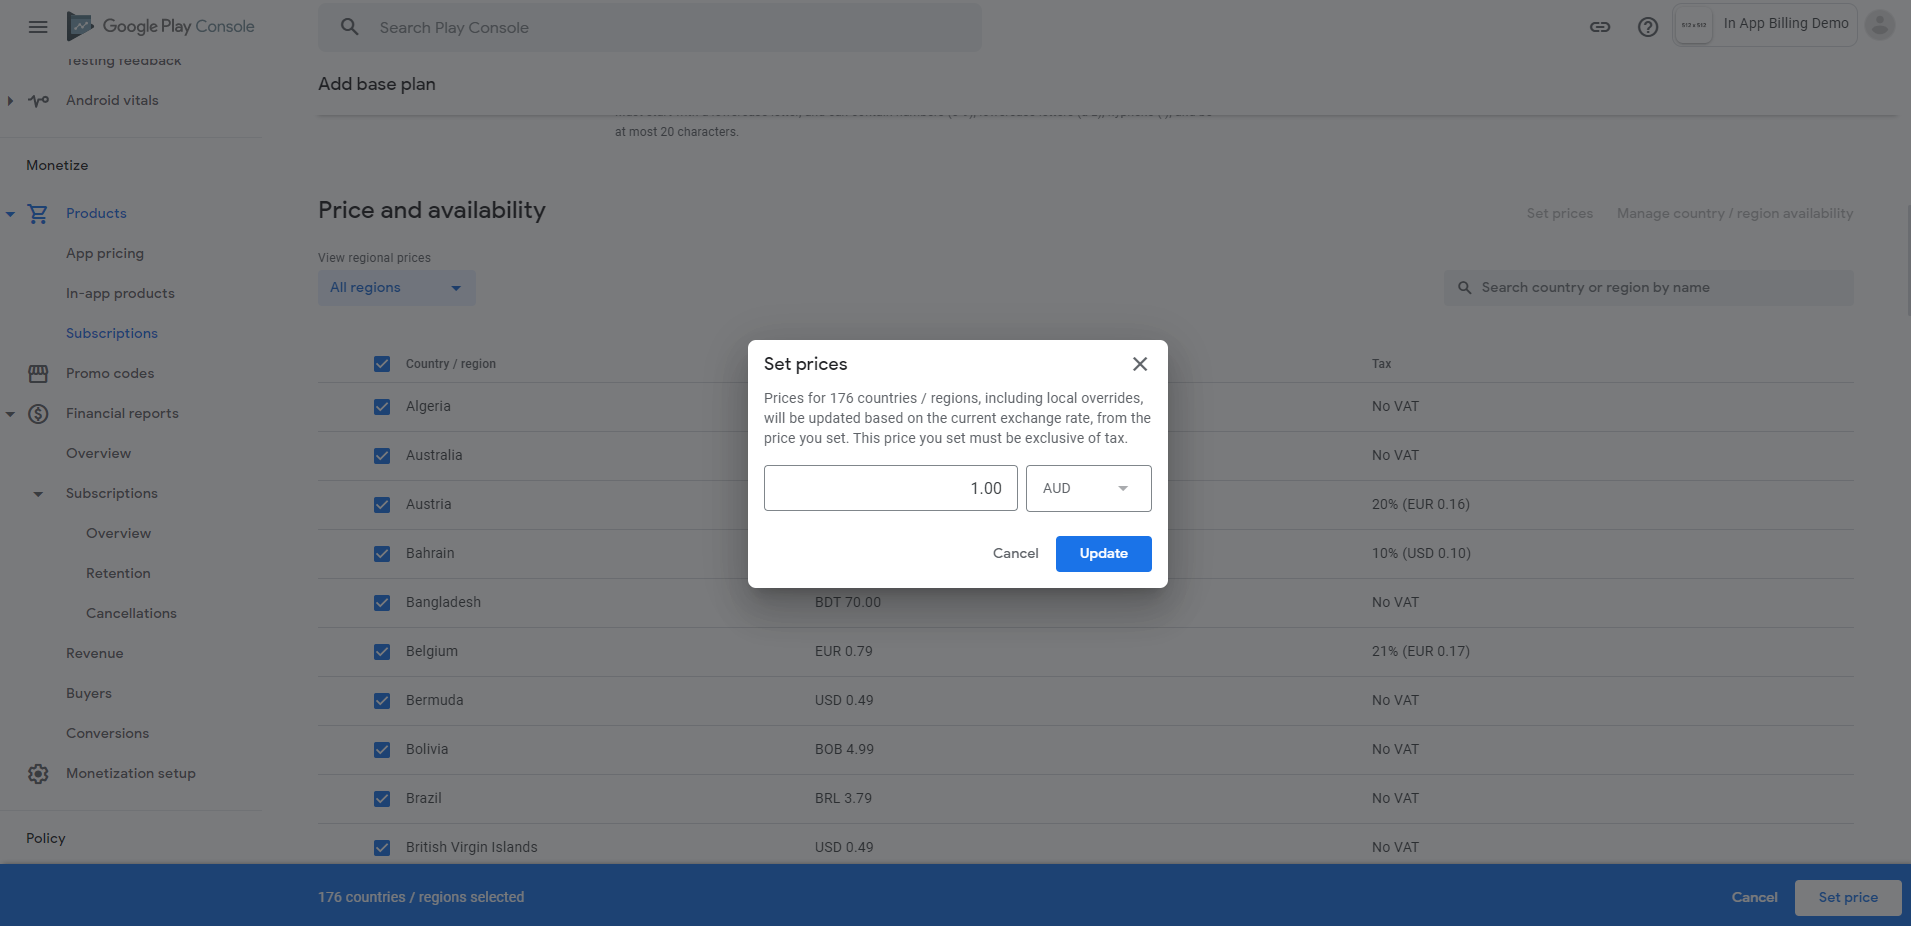 Google Play Console
Search Play Console
512 x 512
In App Billing Demo
Testing feedback
Android vitals
Monetize
Products
App pricing
In-app products
Subscriptions
Promo codes
Financial reports
Overview
Subscriptions
Overview
Retention
Cancellations
Revenue
Buyers
Conversions
Monetization setup
Policy
Add base plan
at most 20 characters.
Price and availability
Set prices
Manage country / region availability
View regional prices
All regions
Search country or region by name
Country / region
Tax
Algeria
No VAT
Australia
No VAT
Austria
20% (EUR 0.16)
Bahrain
10% (USD 0.10)
Bangladesh
BDT 70.00
No VAT
Belgium
EUR 0.79
21% (EUR 0.17)
Bermuda
USD 0.49
No VAT
Bolivia
BOB 4.99
No VAT
Brazil
BRL 3.79
No VAT
British Virgin Islands
USD 0.49
No VAT
Set prices
Prices for 176 countries / regions, including local overrides,
will be updated based on the current exchange rate, from the
price you set. This price you set must be exclusive of tax.
1.00
AUD
Cancel
Update
176 countries / regions selected
Cancel
Set price